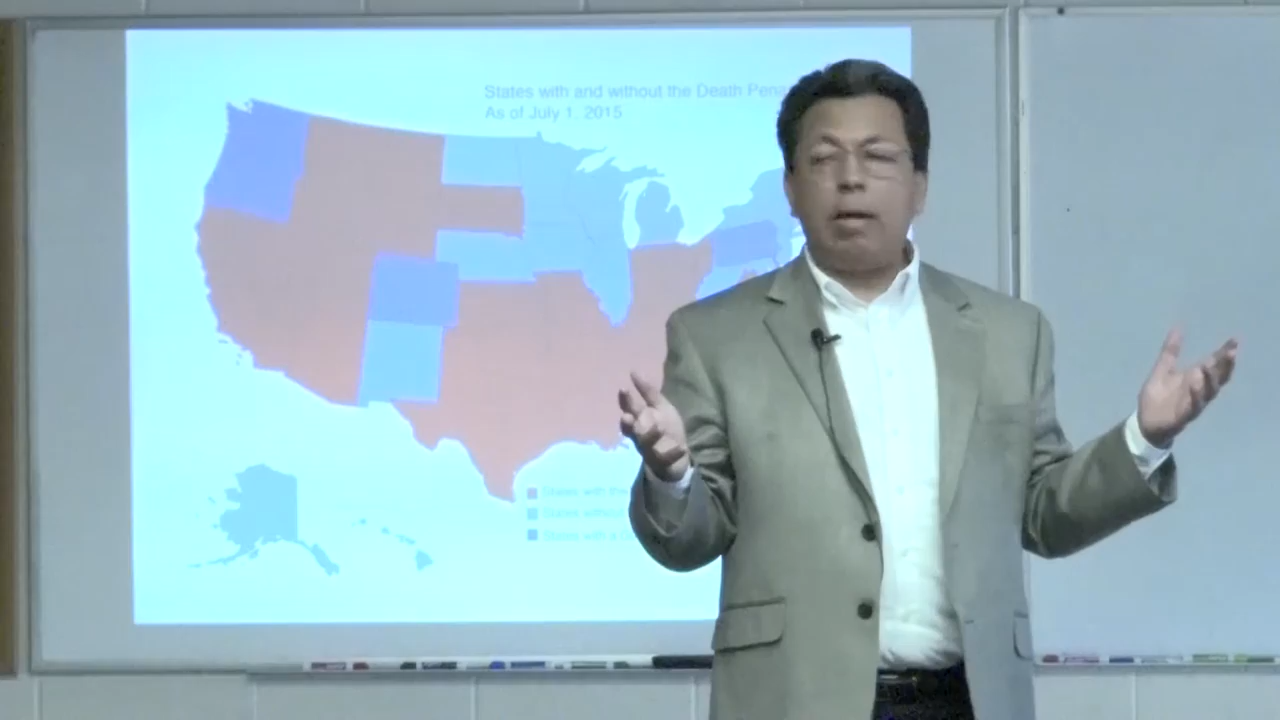 States with and without the Death Pena
As of July 1, 2015
States with the
States without
States with a